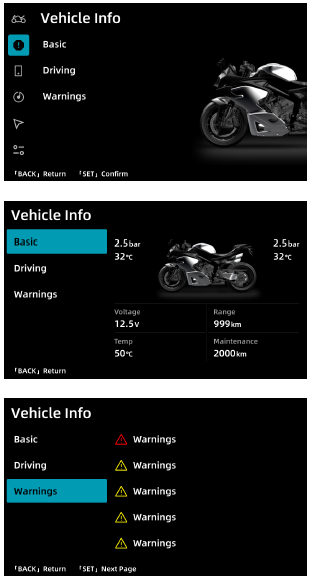 Vehicle Info
Basic
Driving
Warnings
「BACK」 Return 「SET」 Confirm
Vehicle Info
Basic
Driving
Warnings
2.5bar
32℃
2.5bar
32℃
Voltage
12.5V
Range
999km
Temp
50℃
Maintenance
2000km
「BACK」 Return
Vehicle Info
Basic
Driving
Warnings
Warnings
Warnings
Warnings
Warnings
Warnings
「BACK」 Return 「SET」 Next Page